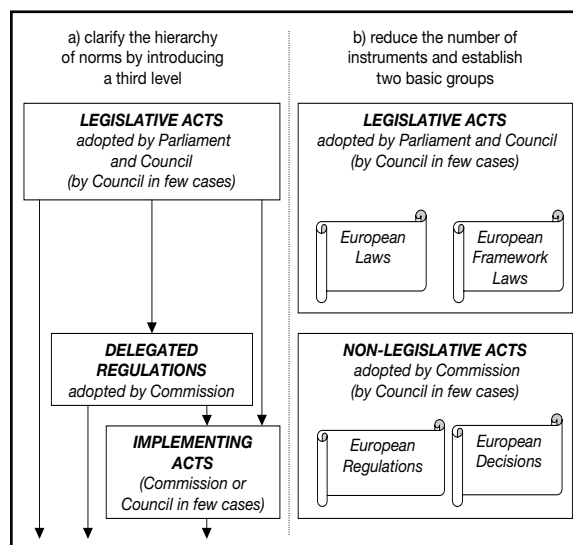 a) clarify the hierarchy
of norms by introducing
a third level
LEGISLATIVE ACTS
adopted by Parliament
and Council
(by Council in few cases)
DELEGATED
REGULATIONS
adopted by Commission
IMPLEMENTING
ACTS
(Commission or
Council in few cases)
b) reduce the number of
instruments and establish
two basic groups
LEGISLATIVE ACTS
adopted by Parliament and Council
(by Council in few cases)
European
Laws
European
Framework
Laws
NON-LEGISLATIVE ACTS
adopted by Commission
(by Council in few cases)
European
Regulations
European
Decisions